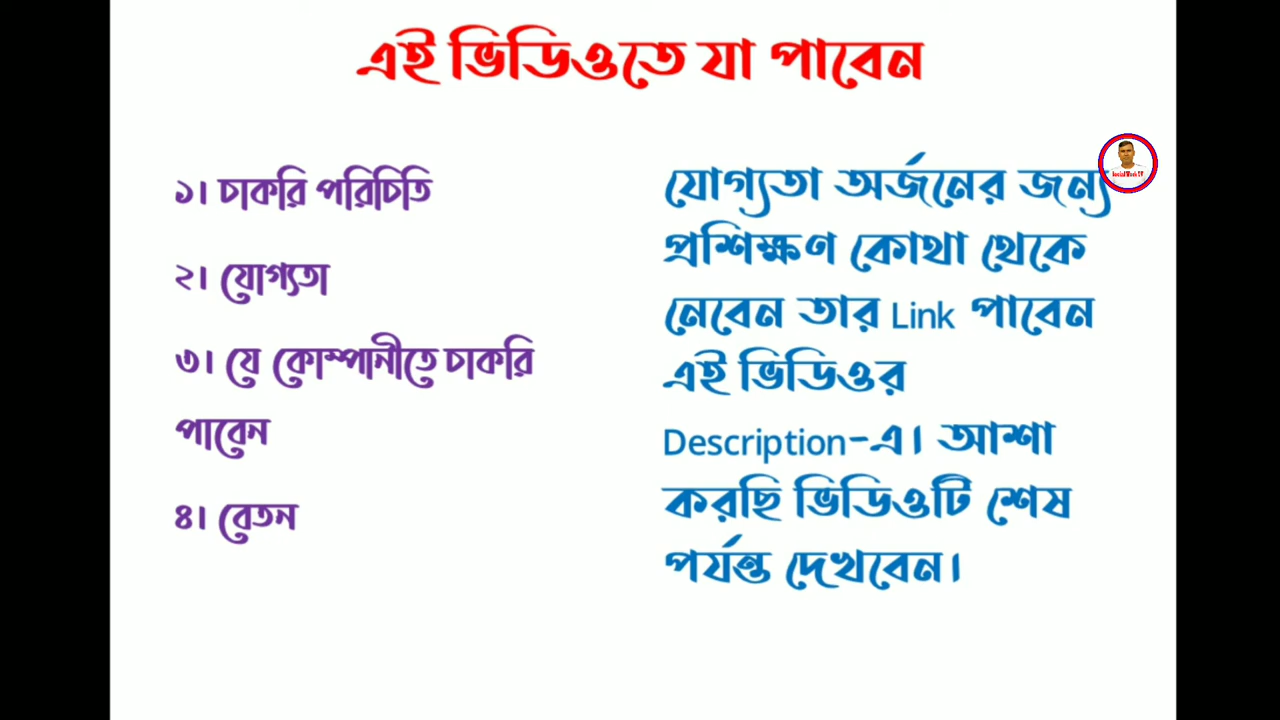 এই ভিডিওতে যা পাবেন
১। চাকরি পরিচিতি
২। যোগ্যতা
৩। যে কোম্পানীতে চাকরি
পাবেন
৪। বেতন
যোগ্যতা অর্জনের জন্য
প্রশিক্ষণ কোথা থেকে
নেবেন তার Link পাবেন
এই ভিডিওর
Description-এ। আশা
করছি ভিডিওটি শেষ
পর্যন্ত দেখবেন।